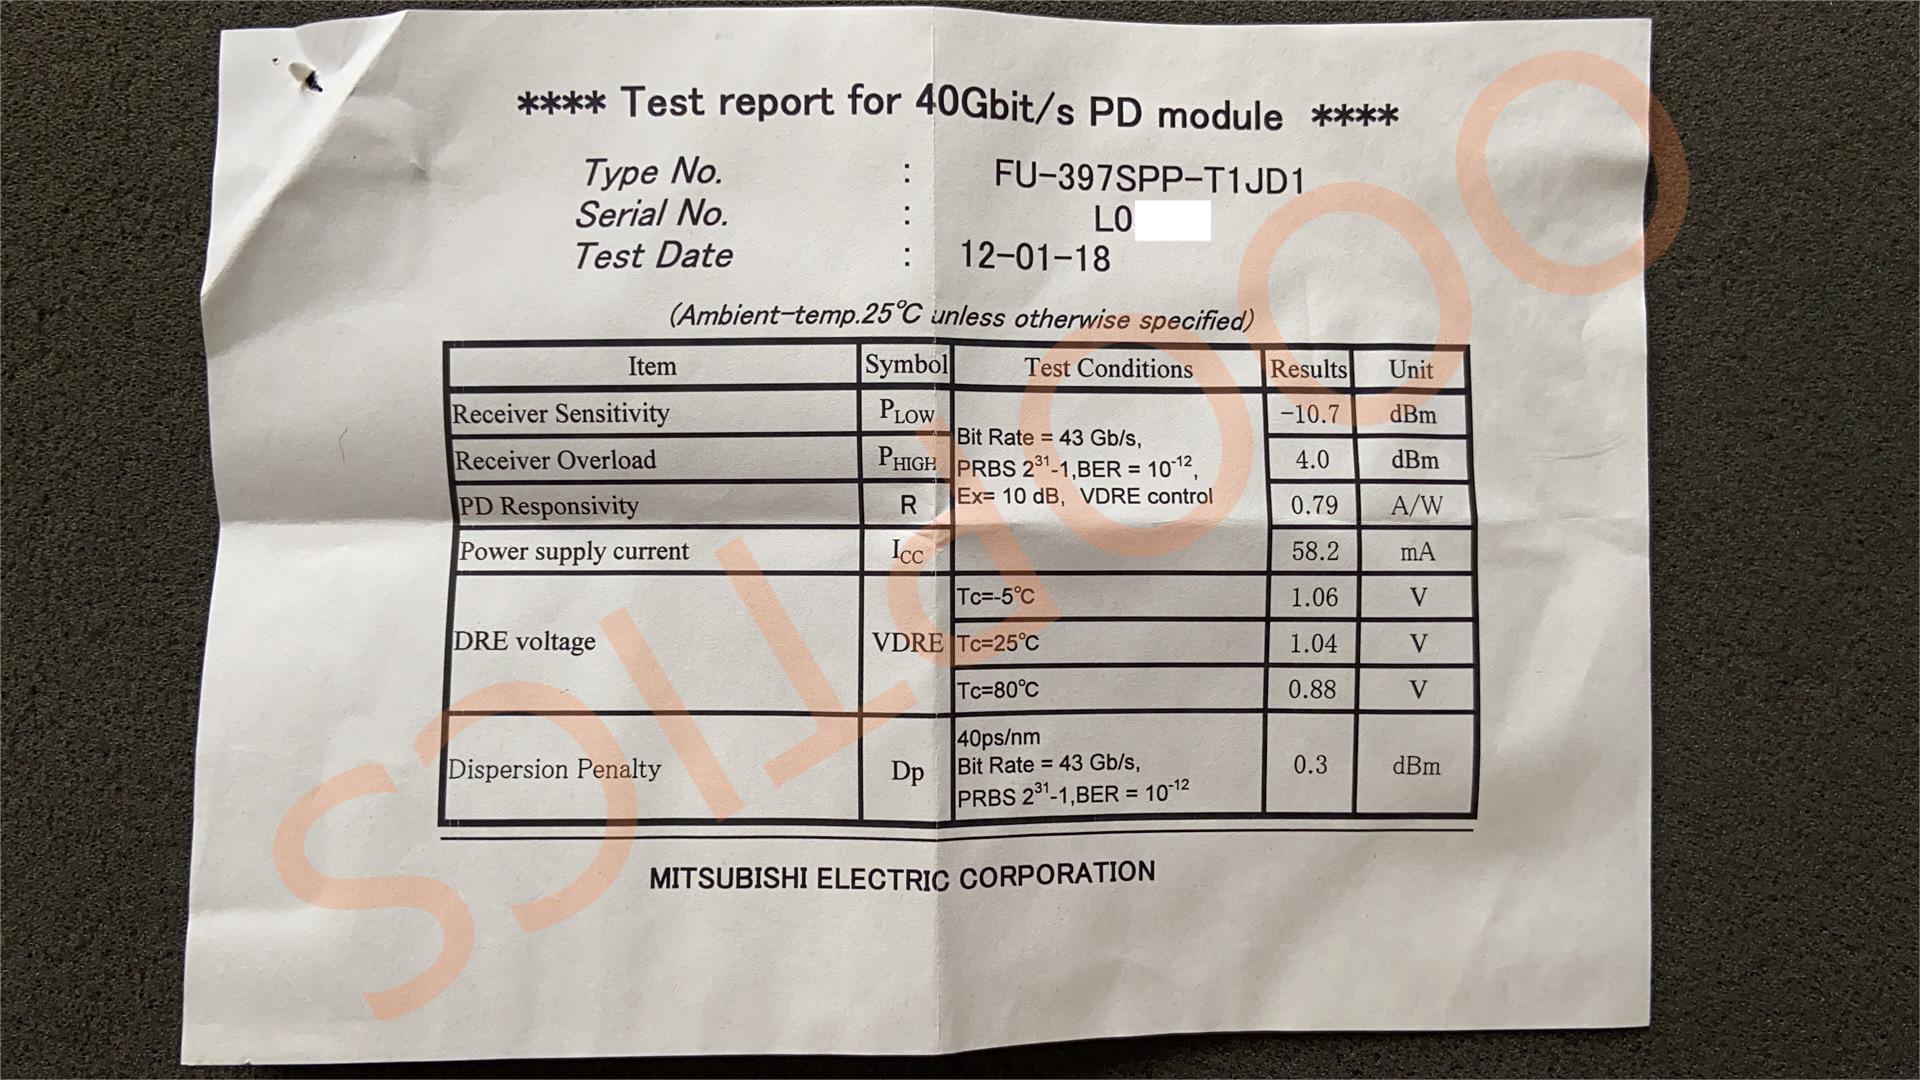 **** Test report for 40Gbit/s PD module ****
Type No. : FU-397SPP-T1JD1
Serial No. : L0
Test Date : 12-01-18
(Ambient-temp.25℃ unless otherwise specified)
Item Symbol Test Conditions Results Unit
Receiver Sensitivity PLOW -10.7 dBm
Receiver Overload PHIGH 4.0 dBm
PD Responsivity R 0.79 A/W
Power supply current ICC 58.2 mA
Bit Rate = 43 Gb/s,
PRBS 2³¹-1,BER = 10⁻¹²,
Ex= 10 dB, VDRE control
DRE voltage VDRE
Tc=-5℃ 1.06 V
Tc=25℃ 1.04 V
Tc=80℃ 0.88 V
Dispersion Penalty Dp 0.3 dBm
40ps/nm
Bit Rate = 43 Gb/s,
PRBS 2³¹-1,BER = 10⁻¹²
MITSUBISHI ELECTRIC CORPORATION
OOOPTICS